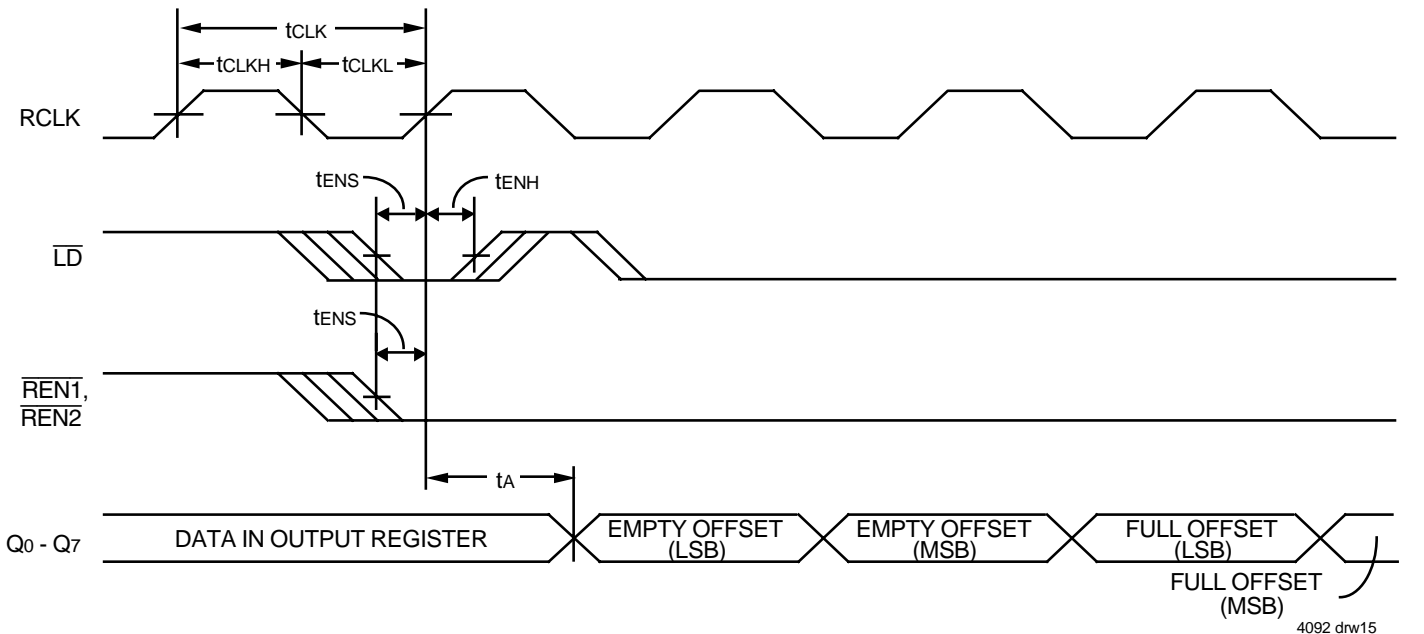 tCLK
tCLKH
tCLKL
RCLK
tENS
tENH
LD
tENS
REN1,
REN2
tA
Q0 - Q7
DATA IN OUTPUT REGISTER
EMPTY OFFSET
(LSB)
EMPTY OFFSET
(MSB)
FULL OFFSET
(LSB)
FULL OFFSET
(MSB)
4092 drw15